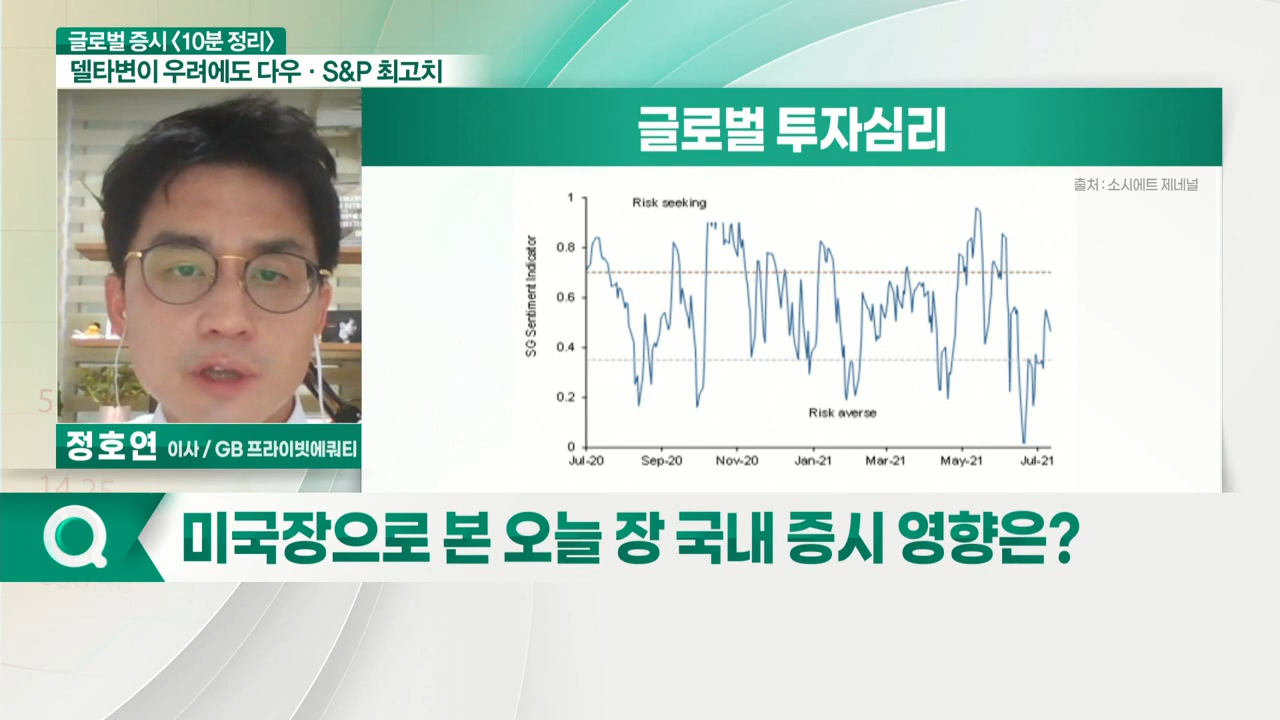 글로벌 증시 <10분 정리>
델타변이 우려에도 다우 · S&P 최고치
글로벌 투자심리
출처 : 소시에트 제네널
Risk seeking
SG Sentiment Indicator
1
0.8
0.6
0.4
0.2
0
Risk averse
Jul-20 Sep-20 Nov-20 Jan-21 Mar-21 May-21 Jul-21
정호연 이사 / GB 프라이빗에쿼티
미국장으로 본 오늘 장 국내 증시 영향은?